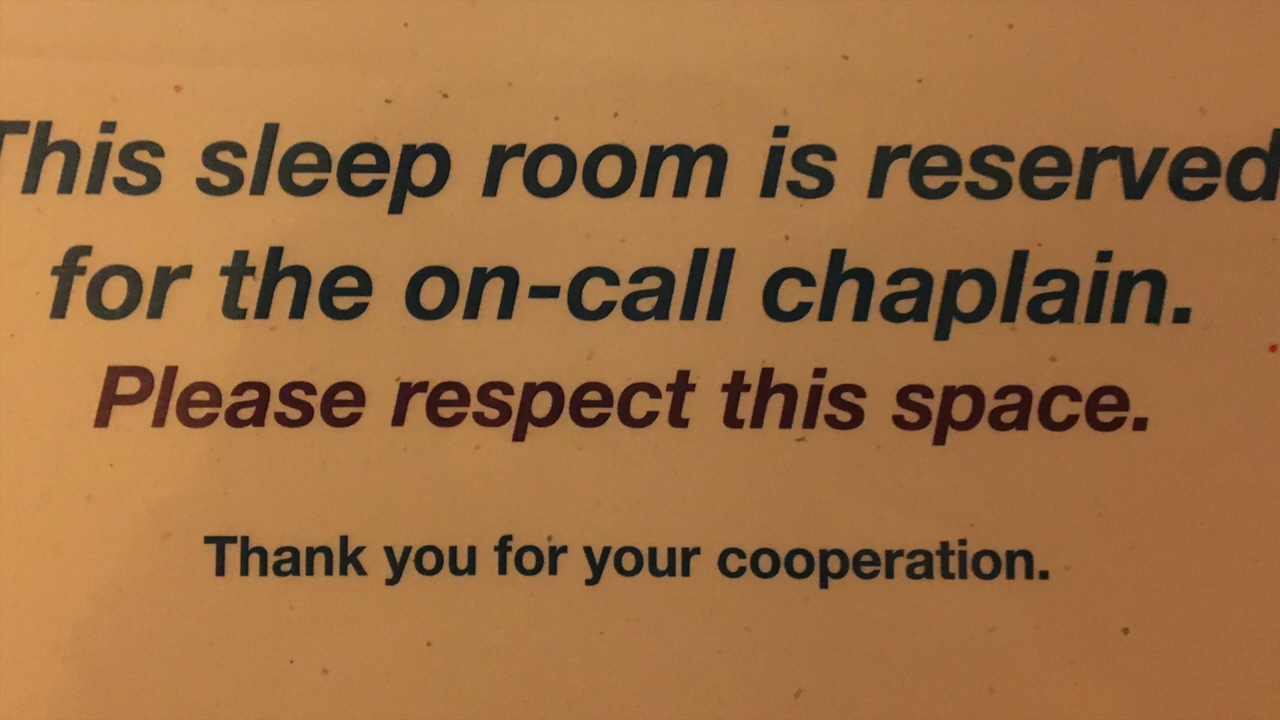 This sleep room is reserved
for the on-call chaplain.
Please respect this space.
Thank you for your cooperation.